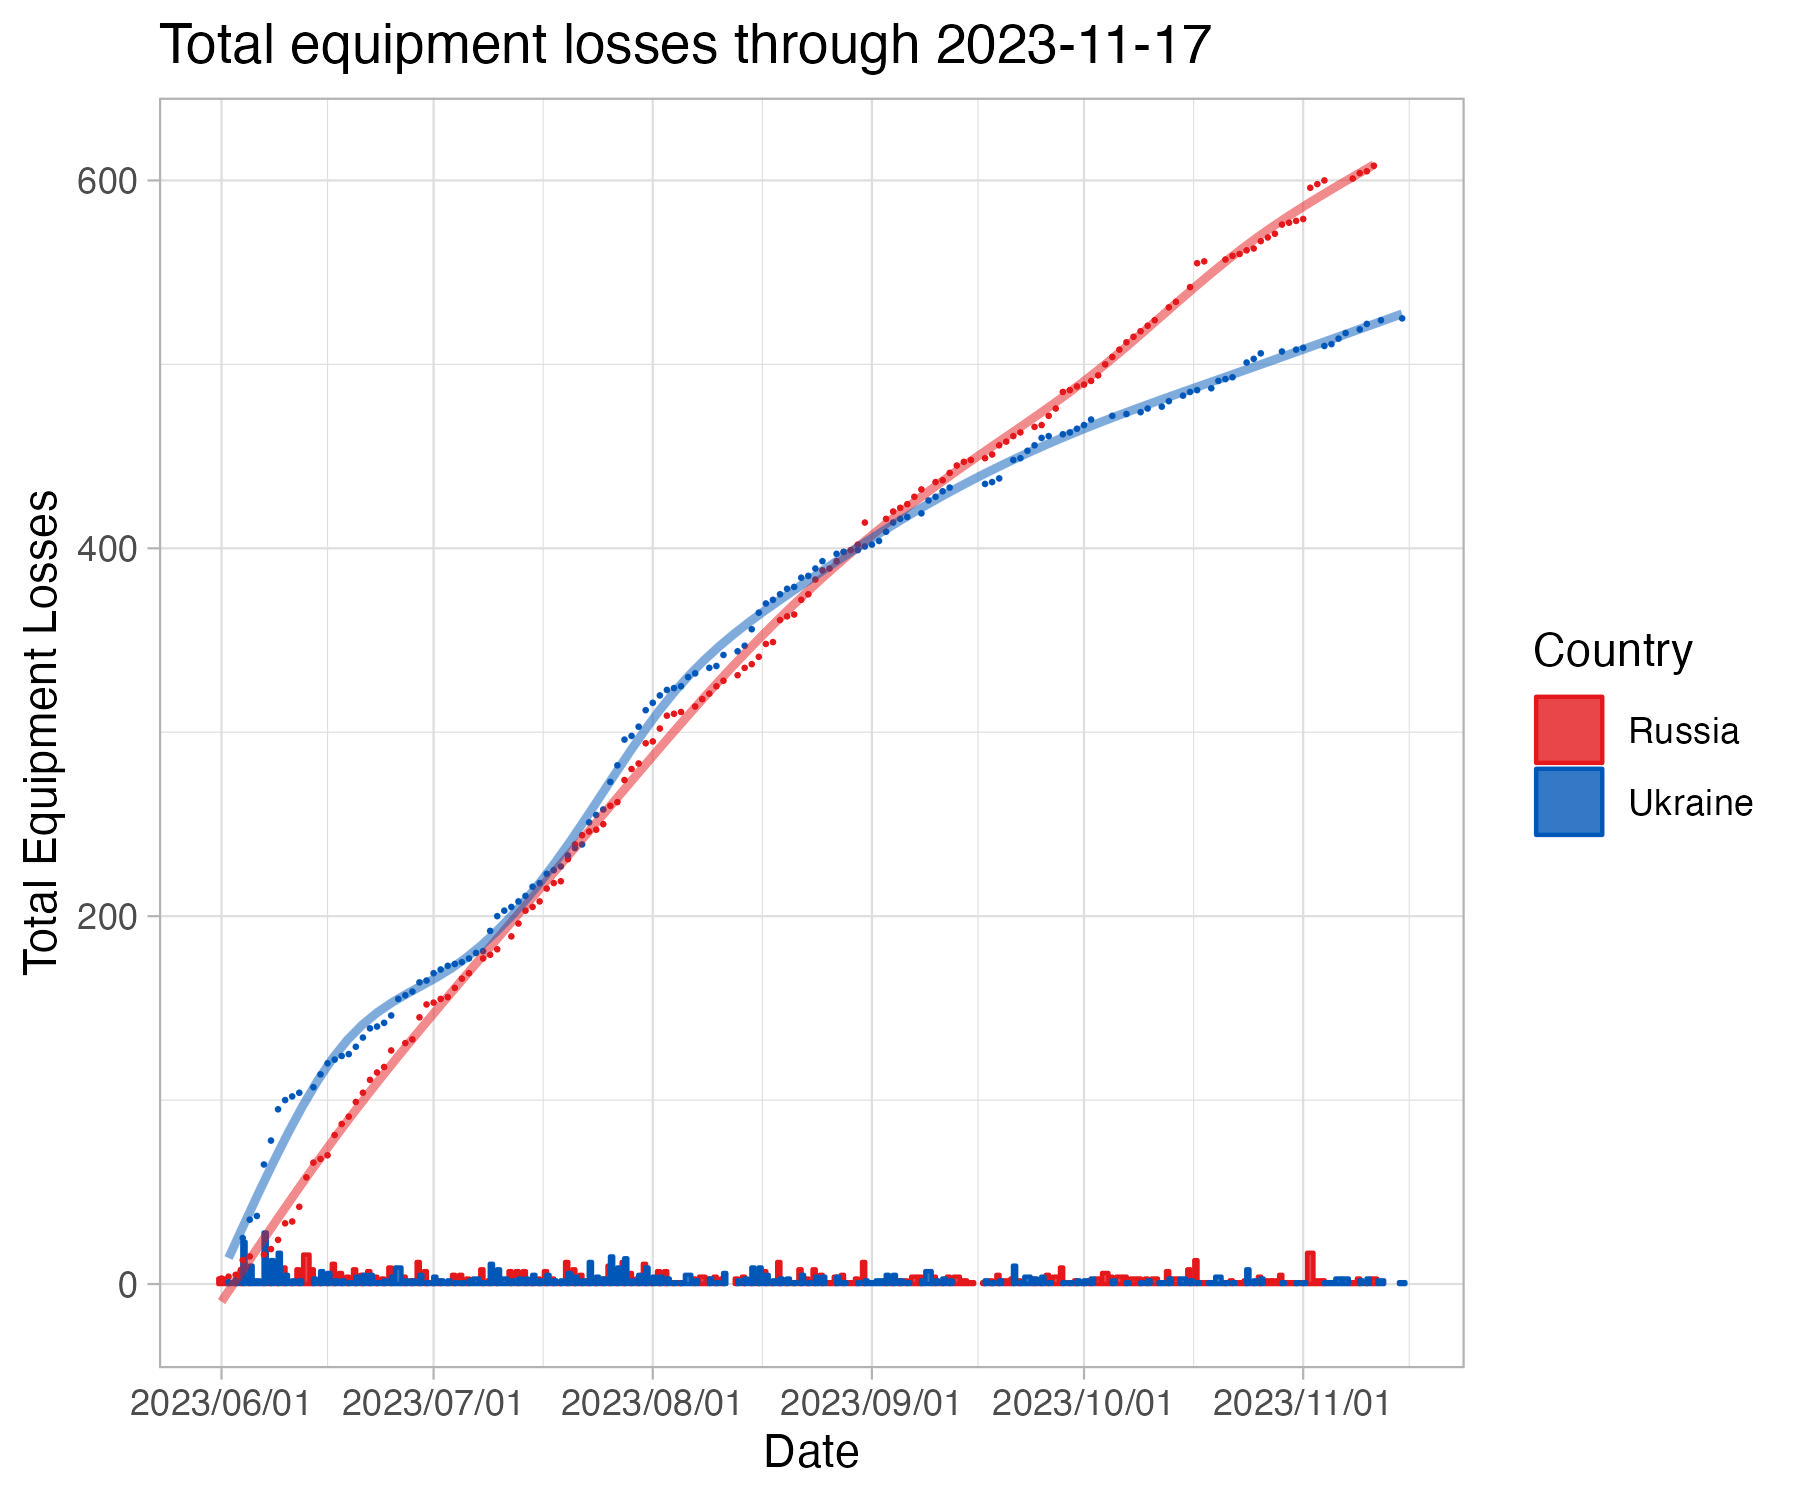 Total equipment losses through 2023-11-17
Total Equipment Losses
600
400
200
0
2023/06/01 2023/07/01 2023/08/01 2023/09/01 2023/10/01 2023/11/01
Date
Country
Russia
Ukraine